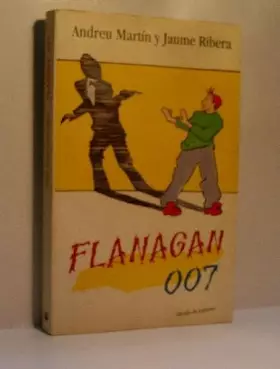 Andreu Martín y Jaume Ribera
FLANAGAN
007